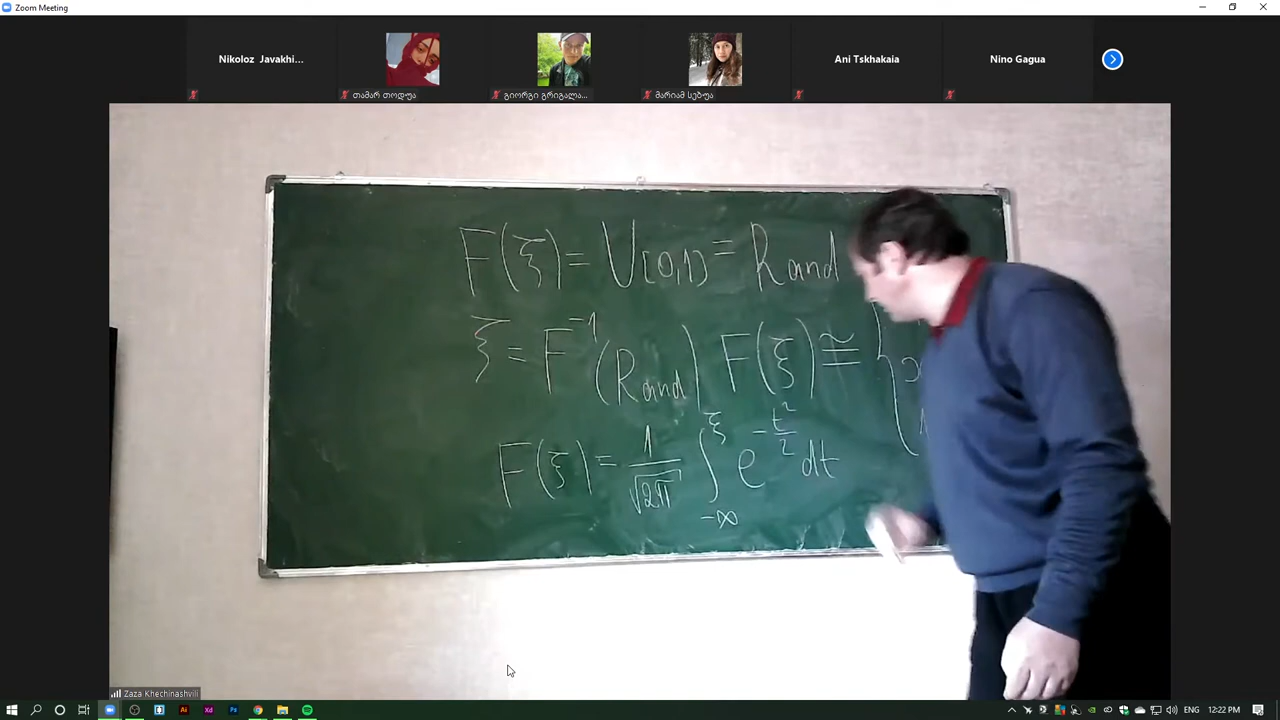 Zoom Meeting
Nikoloz Javakhi...
თამარ თოდუა
გიორგი გრიგალა...
მარიამ სებუა
Ani Tskhakaia
Nino Gagua
F(ξ) = U[0,1] = Rand
ξ = F⁻¹(Rand) F(ξ) ≅ {
F(ξ) = 1/√2π ∫_{-∞}^{ξ} e^{-t²/2} dt
Zaza Khechinashvili
ENG 12:22 PM